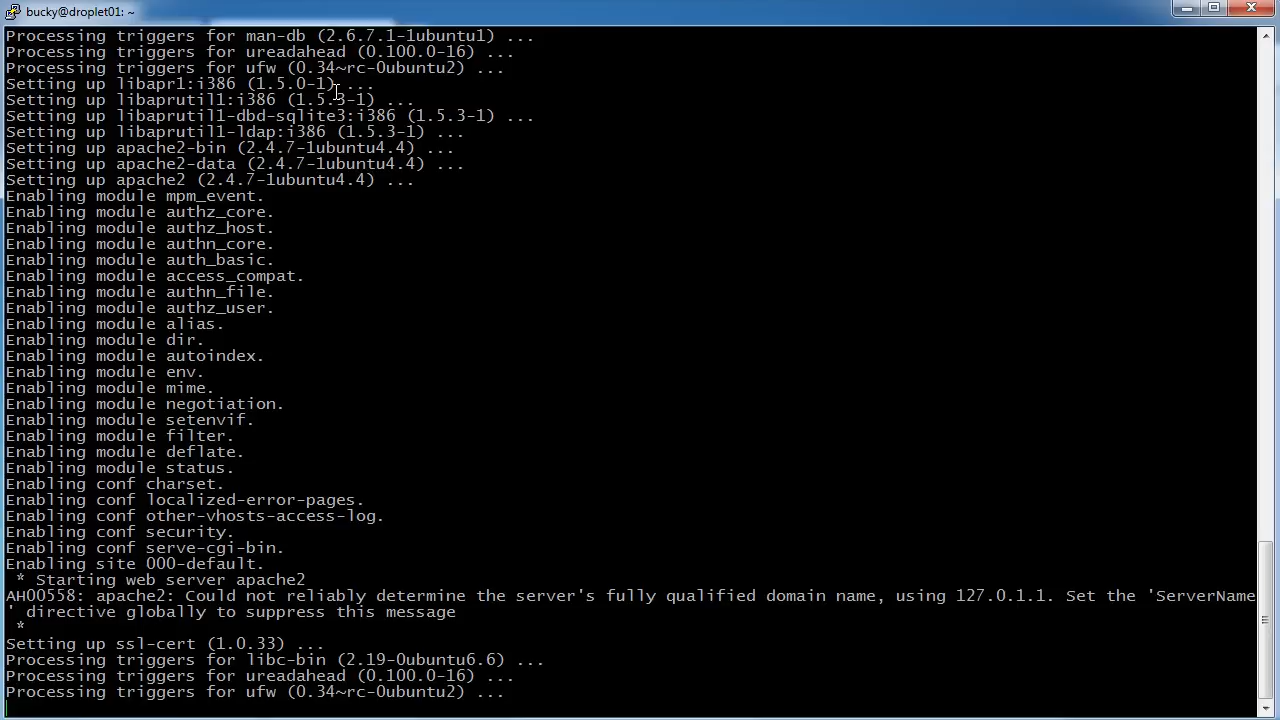 bucky@droplet01: ~
Processing triggers for man-db (2.6.7.1-1ubuntu1) ...
Processing triggers for ureadahead (0.100.0-16) ...
Processing triggers for ufw (0.34~rc-0ubuntu2) ...
Setting up libapr1:i386 (1.5.0-1) ...
Setting up libaprutil1:i386 (1.5.3-1) ...
Setting up libaprutil1-dbd-sqlite3:i386 (1.5.3-1) ...
Setting up libaprutil1-ldap:i386 (1.5.3-1) ...
Setting up apache2-bin (2.4.7-1ubuntu4.4) ...
Setting up apache2-data (2.4.7-1ubuntu4.4) ...
Setting up apache2 (2.4.7-1ubuntu4.4) ...
Enabling module mpm_event.
Enabling module authz_core.
Enabling module authz_host.
Enabling module authn_core.
Enabling module auth_basic.
Enabling module access_compat.
Enabling module authn_file.
Enabling module authz_user.
Enabling module alias.
Enabling module dir.
Enabling module autoindex.
Enabling module env.
Enabling module mime.
Enabling module negotiation.
Enabling module setenvif.
Enabling module filter.
Enabling module deflate.
Enabling module status.
Enabling conf charset.
Enabling conf localized-error-pages.
Enabling conf other-vhosts-access-log.
Enabling conf security.
Enabling conf serve-cgi-bin.
Enabling site 000-default.
 * Starting web server apache2
AH00558: apache2: Could not reliably determine the server's fully qualified domain name, using 127.0.1.1. Set the 'ServerName
' directive globally to suppress this message
 *
Setting up ssl-cert (1.0.33) ...
Processing triggers for libc-bin (2.19-0ubuntu6.6) ...
Processing triggers for ureadahead (0.100.0-16) ...
Processing triggers for ufw (0.34~rc-0ubuntu2) ...